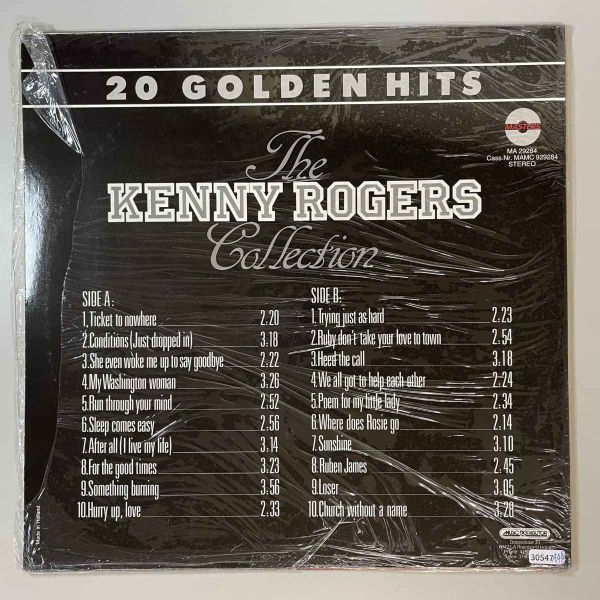 20 GOLDEN HITS
MASTERS
MA 29284
Cass.Nr. MAMC 929284
STEREO
The
KENNY ROGERS
Collection
SIDE A:
1.Ticket to nowhere 2.20
2.Conditions (Just dropped in) 3.18
3.She even woke me up to say goodbye 2.22
4.My Washington woman 3.26
5.Run through your mind 2.52
6.Sleep comes easy 2.56
7.After all (I live my life) 3.14
8.For the good times 3.23
9.Something burning 3.56
10.Hurry up, love 2.33
SIDE B:
1.Trying just as hard 2.23
2.Ruby don't take your love to town 2.54
3.Heed the call 3.18
4.We all got to help each other 2.24
5.Poem for my little lady 2.34
6.Where does Rosie go 2.14
7.Sunshine 3.10
8.Ruben James 2.45
9.Loser 3.05
10.Church without a name 3.28
Made in Holland
30547